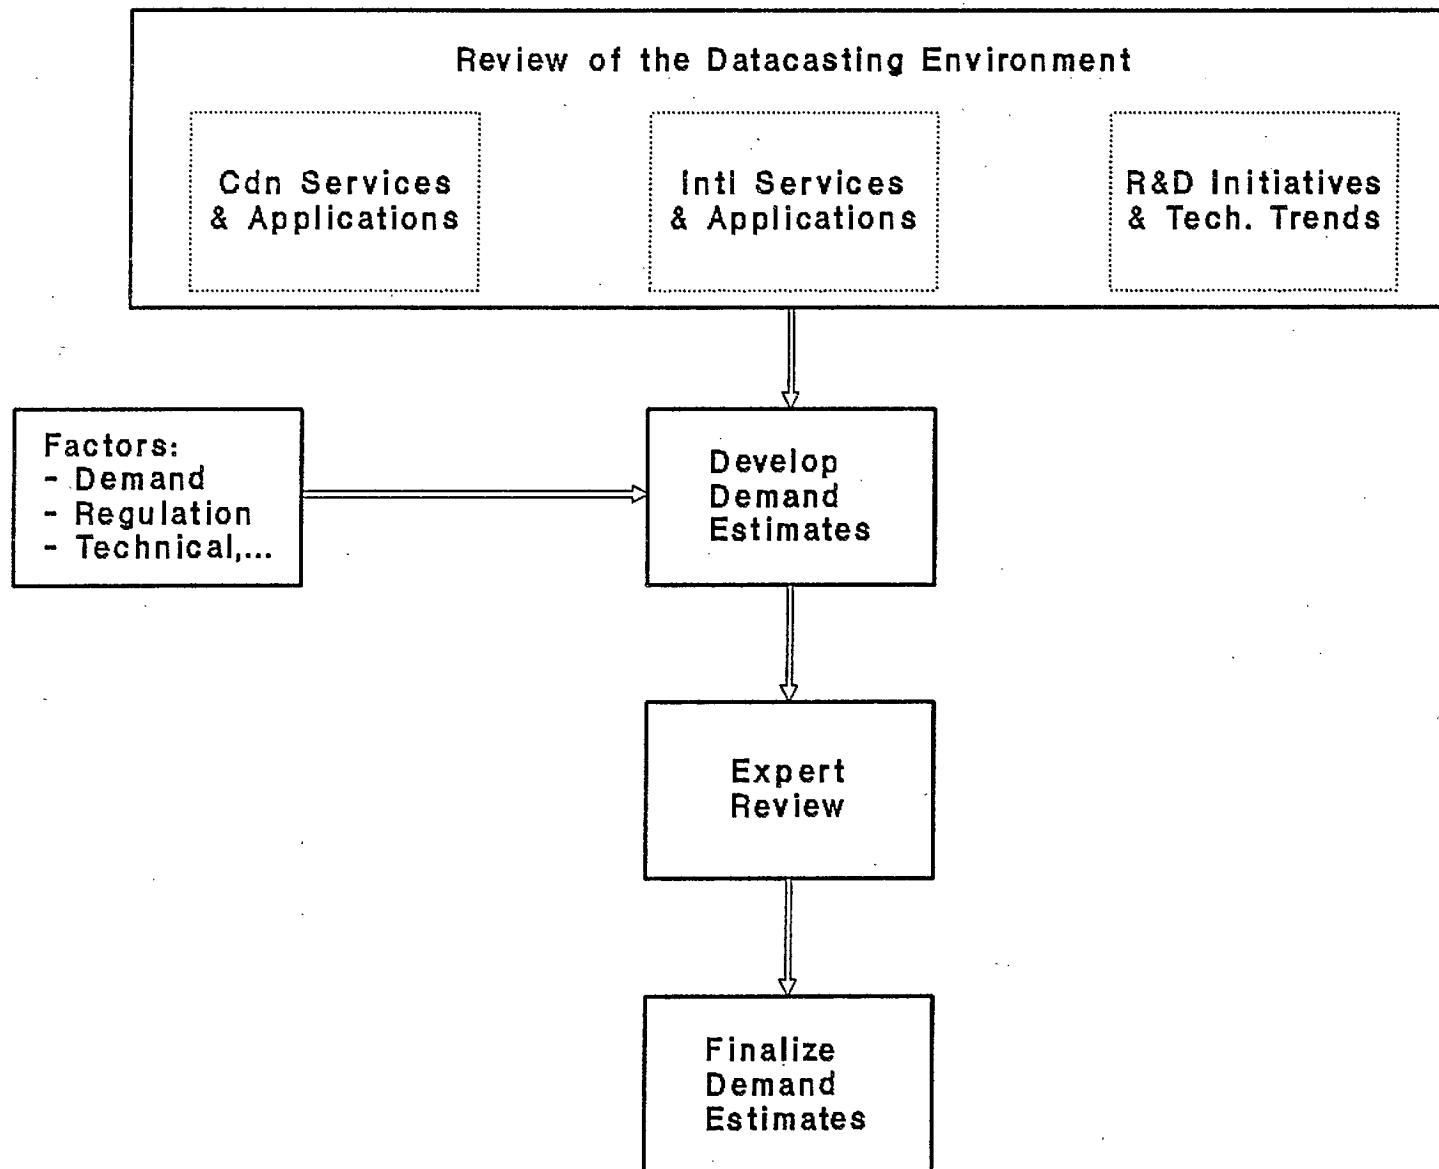 Review of the Datacasting Environment
Cdn Services
& Applications
Intl Services
& Applications
R&D Initiatives
& Tech. Trends
Factors:
- Demand
- Regulation
- Technical,...
Develop
Demand
Estimates
Expert
Review
Finalize
Demand
Estimates